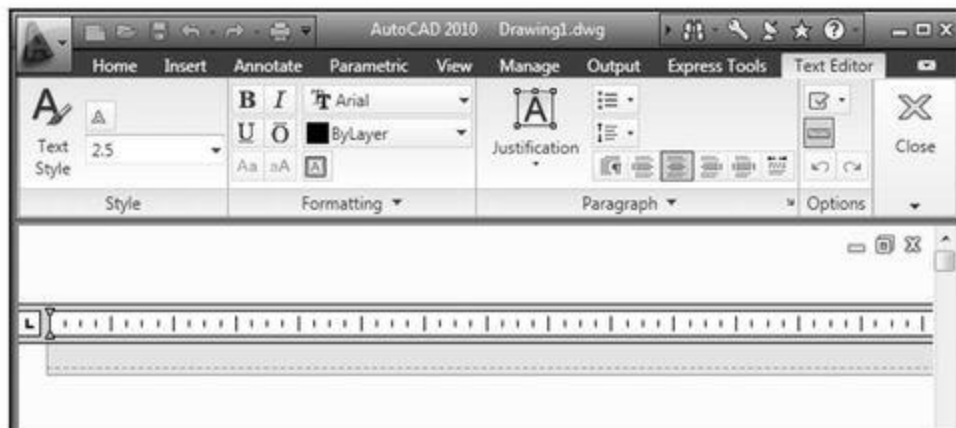 AutoCAD 2010 Drawing1.dwg
Home Insert Annotate Parametric View Manage Output Express Tools Text Editor
A A B I Arial A
U O ByLayer
Text Style 2.5 Justification Close
Aa aA A
Style Formatting Paragraph Options
L